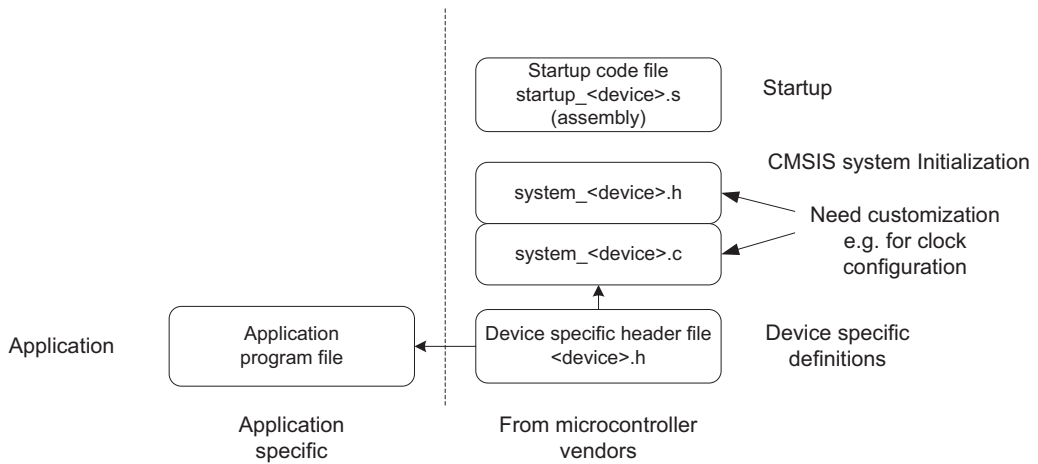 Startup code file
startup_<device>.s
(assembly)
Startup
CMSIS system Initialization
system_<device>.h
Need customization
e.g. for clock
configuration
system_<device>.c
Application
Application
program file
Device specific header file
<device>.h
Device specific
definitions
Application
specific
From microcontroller
vendors